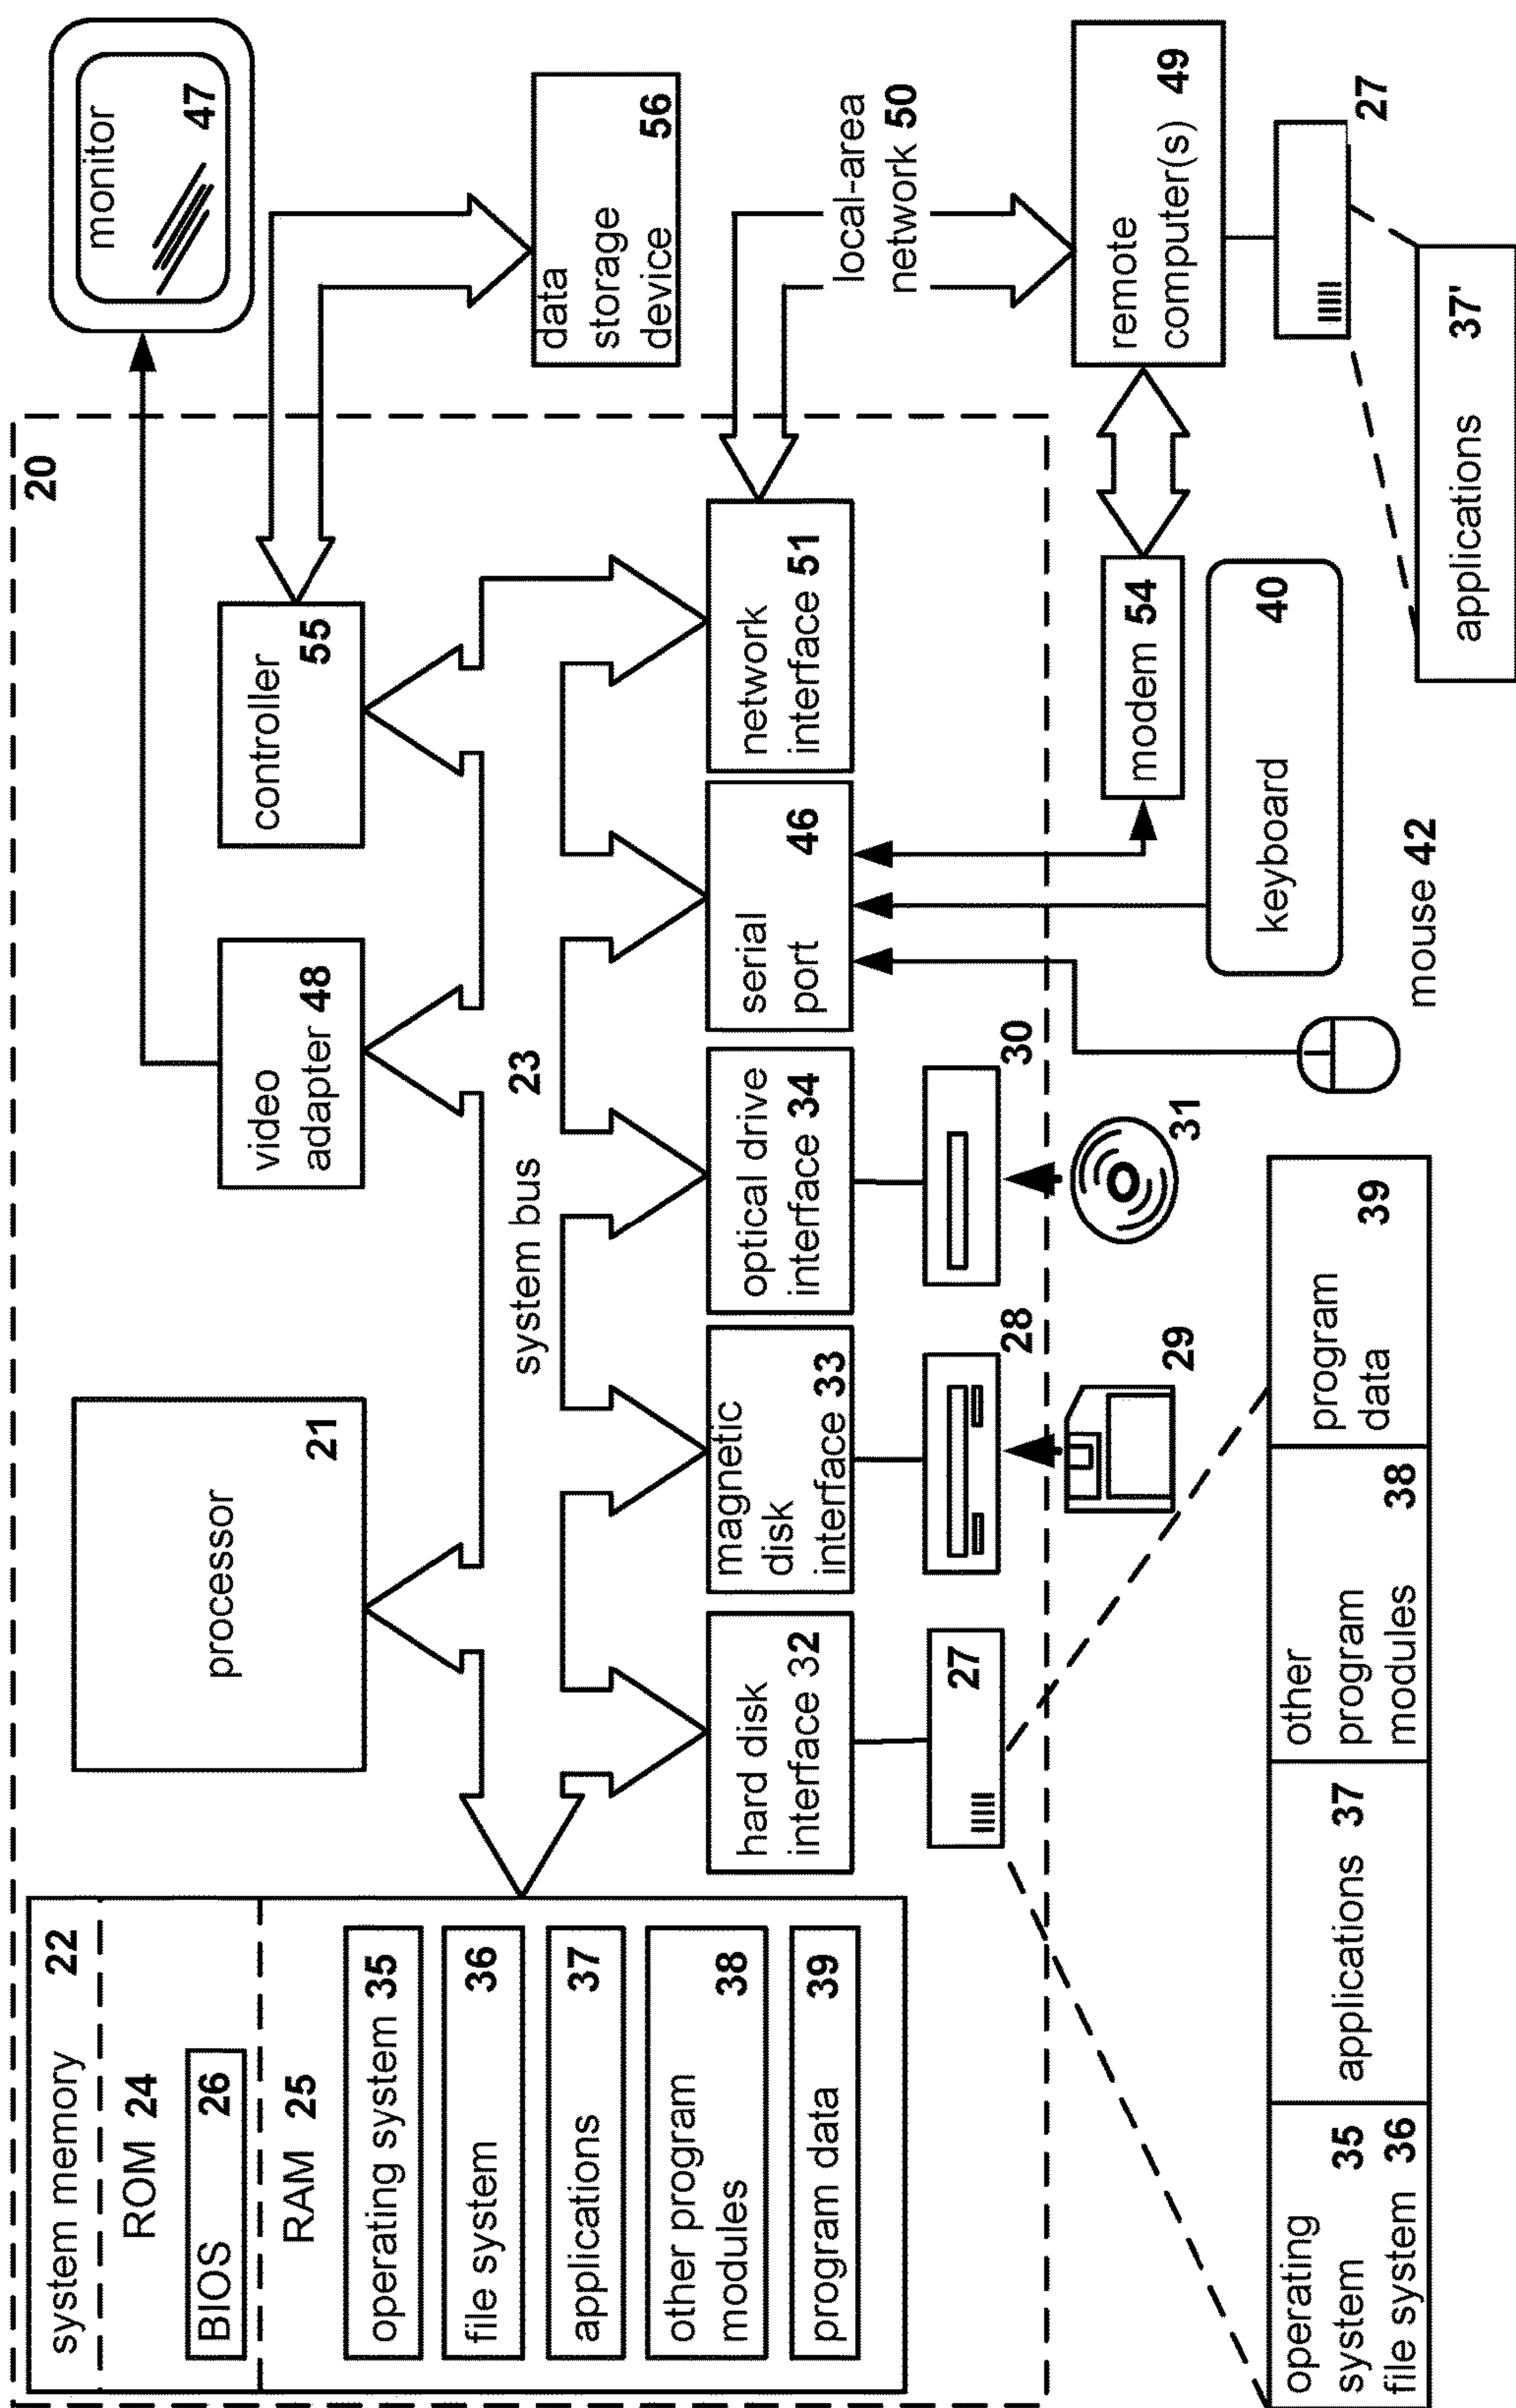 20
system memory 22
ROM 24
BIOS 26
RAM 25
operating system 35
file system 36
applications 37
other program
modules 38
program data 39
processor
21
video
adapter 48
controller
55
monitor
47
system bus 23
data
storage
device 56
hard disk
interface 32
magnetic
disk
interface 33
optical drive
interface 34
serial
port 46
network
interface 51
local-area
network 50
27
28
30
29
31
modem 54
remote
computer(s) 49
keyboard 40
mouse 42
27
applications 37'
operating
system 35
file system 36
applications 37
other
program
modules 38
program
data 39